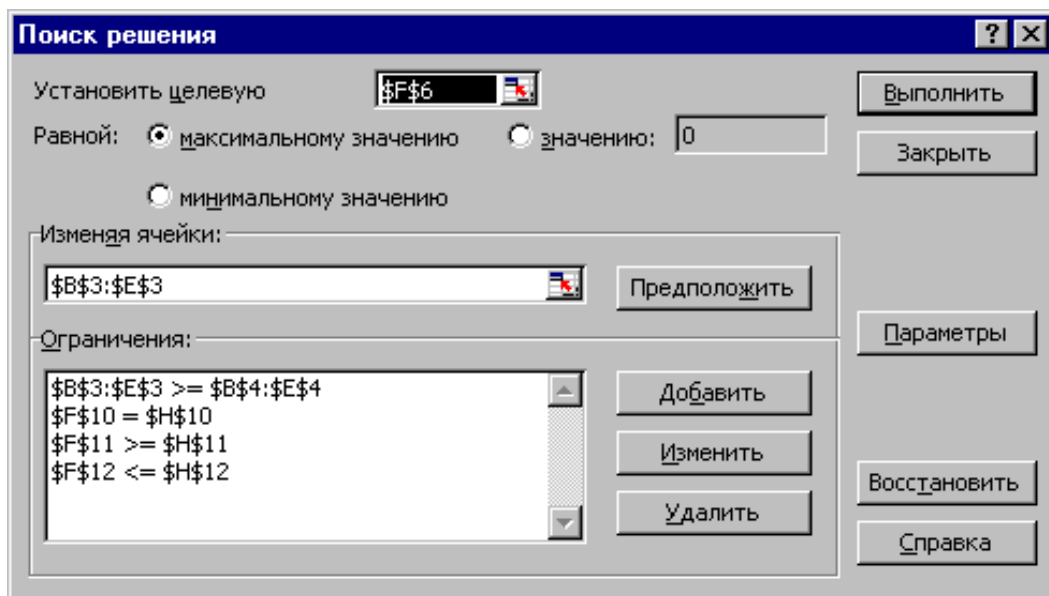 Поиск решения
Установить целевую $F$6
Выполнить
Равной: максимальному значению значению: 0
Закрыть
минимальному значению
Изменяя ячейки:
$B$3:$E$3
Предположить
Параметры
Ограничения:
$B$3:$E$3 >= $B$4:$E$4
$F$10 = $H$10
$F$11 >= $H$11
$F$12 <= $H$12
Добавить
Изменить
Удалить
Восстановить
Справка